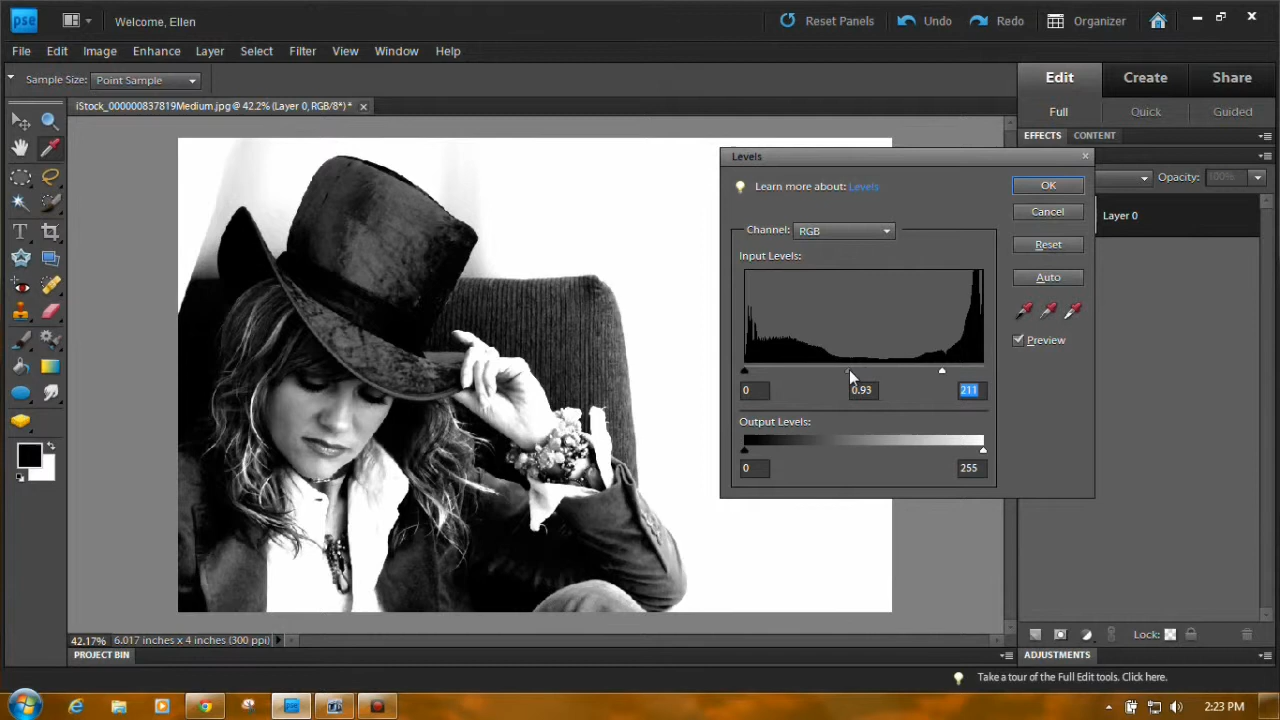 pse Welcome, Ellen Reset Panels Undo Redo Organizer
File Edit Image Enhance Layer Select Filter View Window Help
Sample Size: Point Sample
Edit Create Share
iStock_000000837819Medium.jpg @ 42.2% (Layer 0, RGB/8*) *
Full Quick Guided
EFFECTS CONTENT
Levels
Opacity: 100%
Learn more about: Levels
OK
Cancel
Layer 0
Channel: RGB
Reset
Input Levels:
Auto
Preview
0 0.93 211
Output Levels:
0 255
T
42.17% 6.017 inches x 4 inches (300 ppi)
Lock:
PROJECT BIN
ADJUSTMENTS
Take a tour of the Full Edit tools. Click here.
2:23 PM